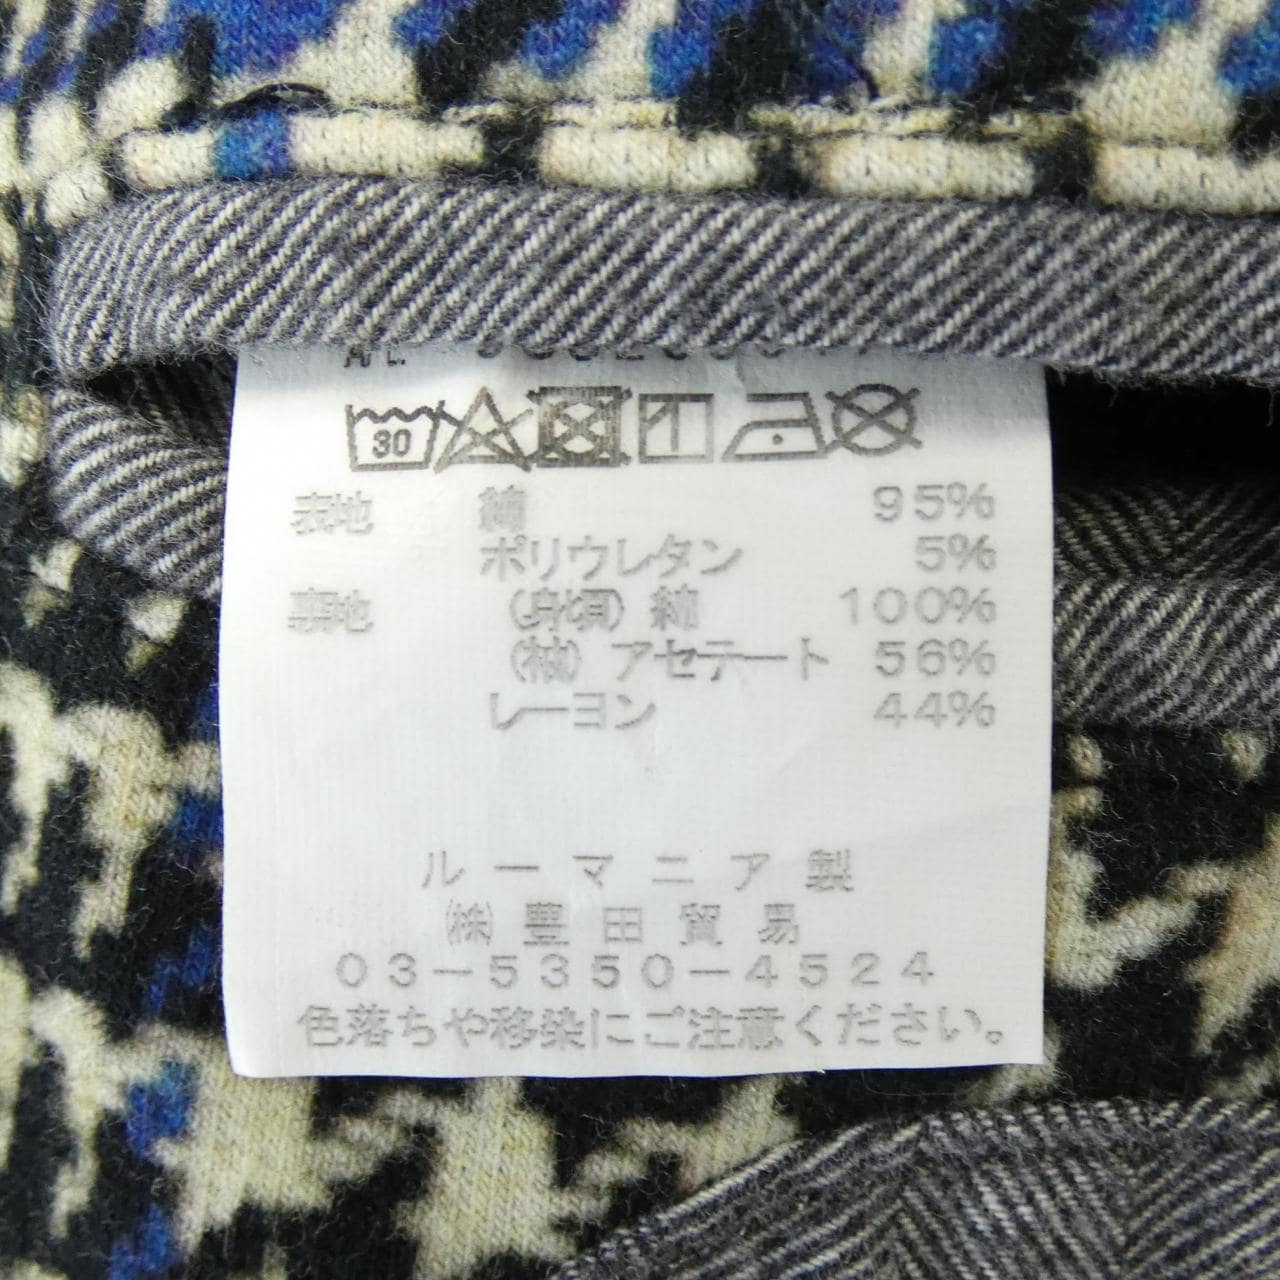 30
表地 綿 95%
ポリウレタン 5%
裏地 (身頃) 綿 100%
(袖) アセテート 56%
レーヨン 44%
ルーマニア製
㈱豊田貿易
03-5350-4524
色落ちや移染にご注意ください。